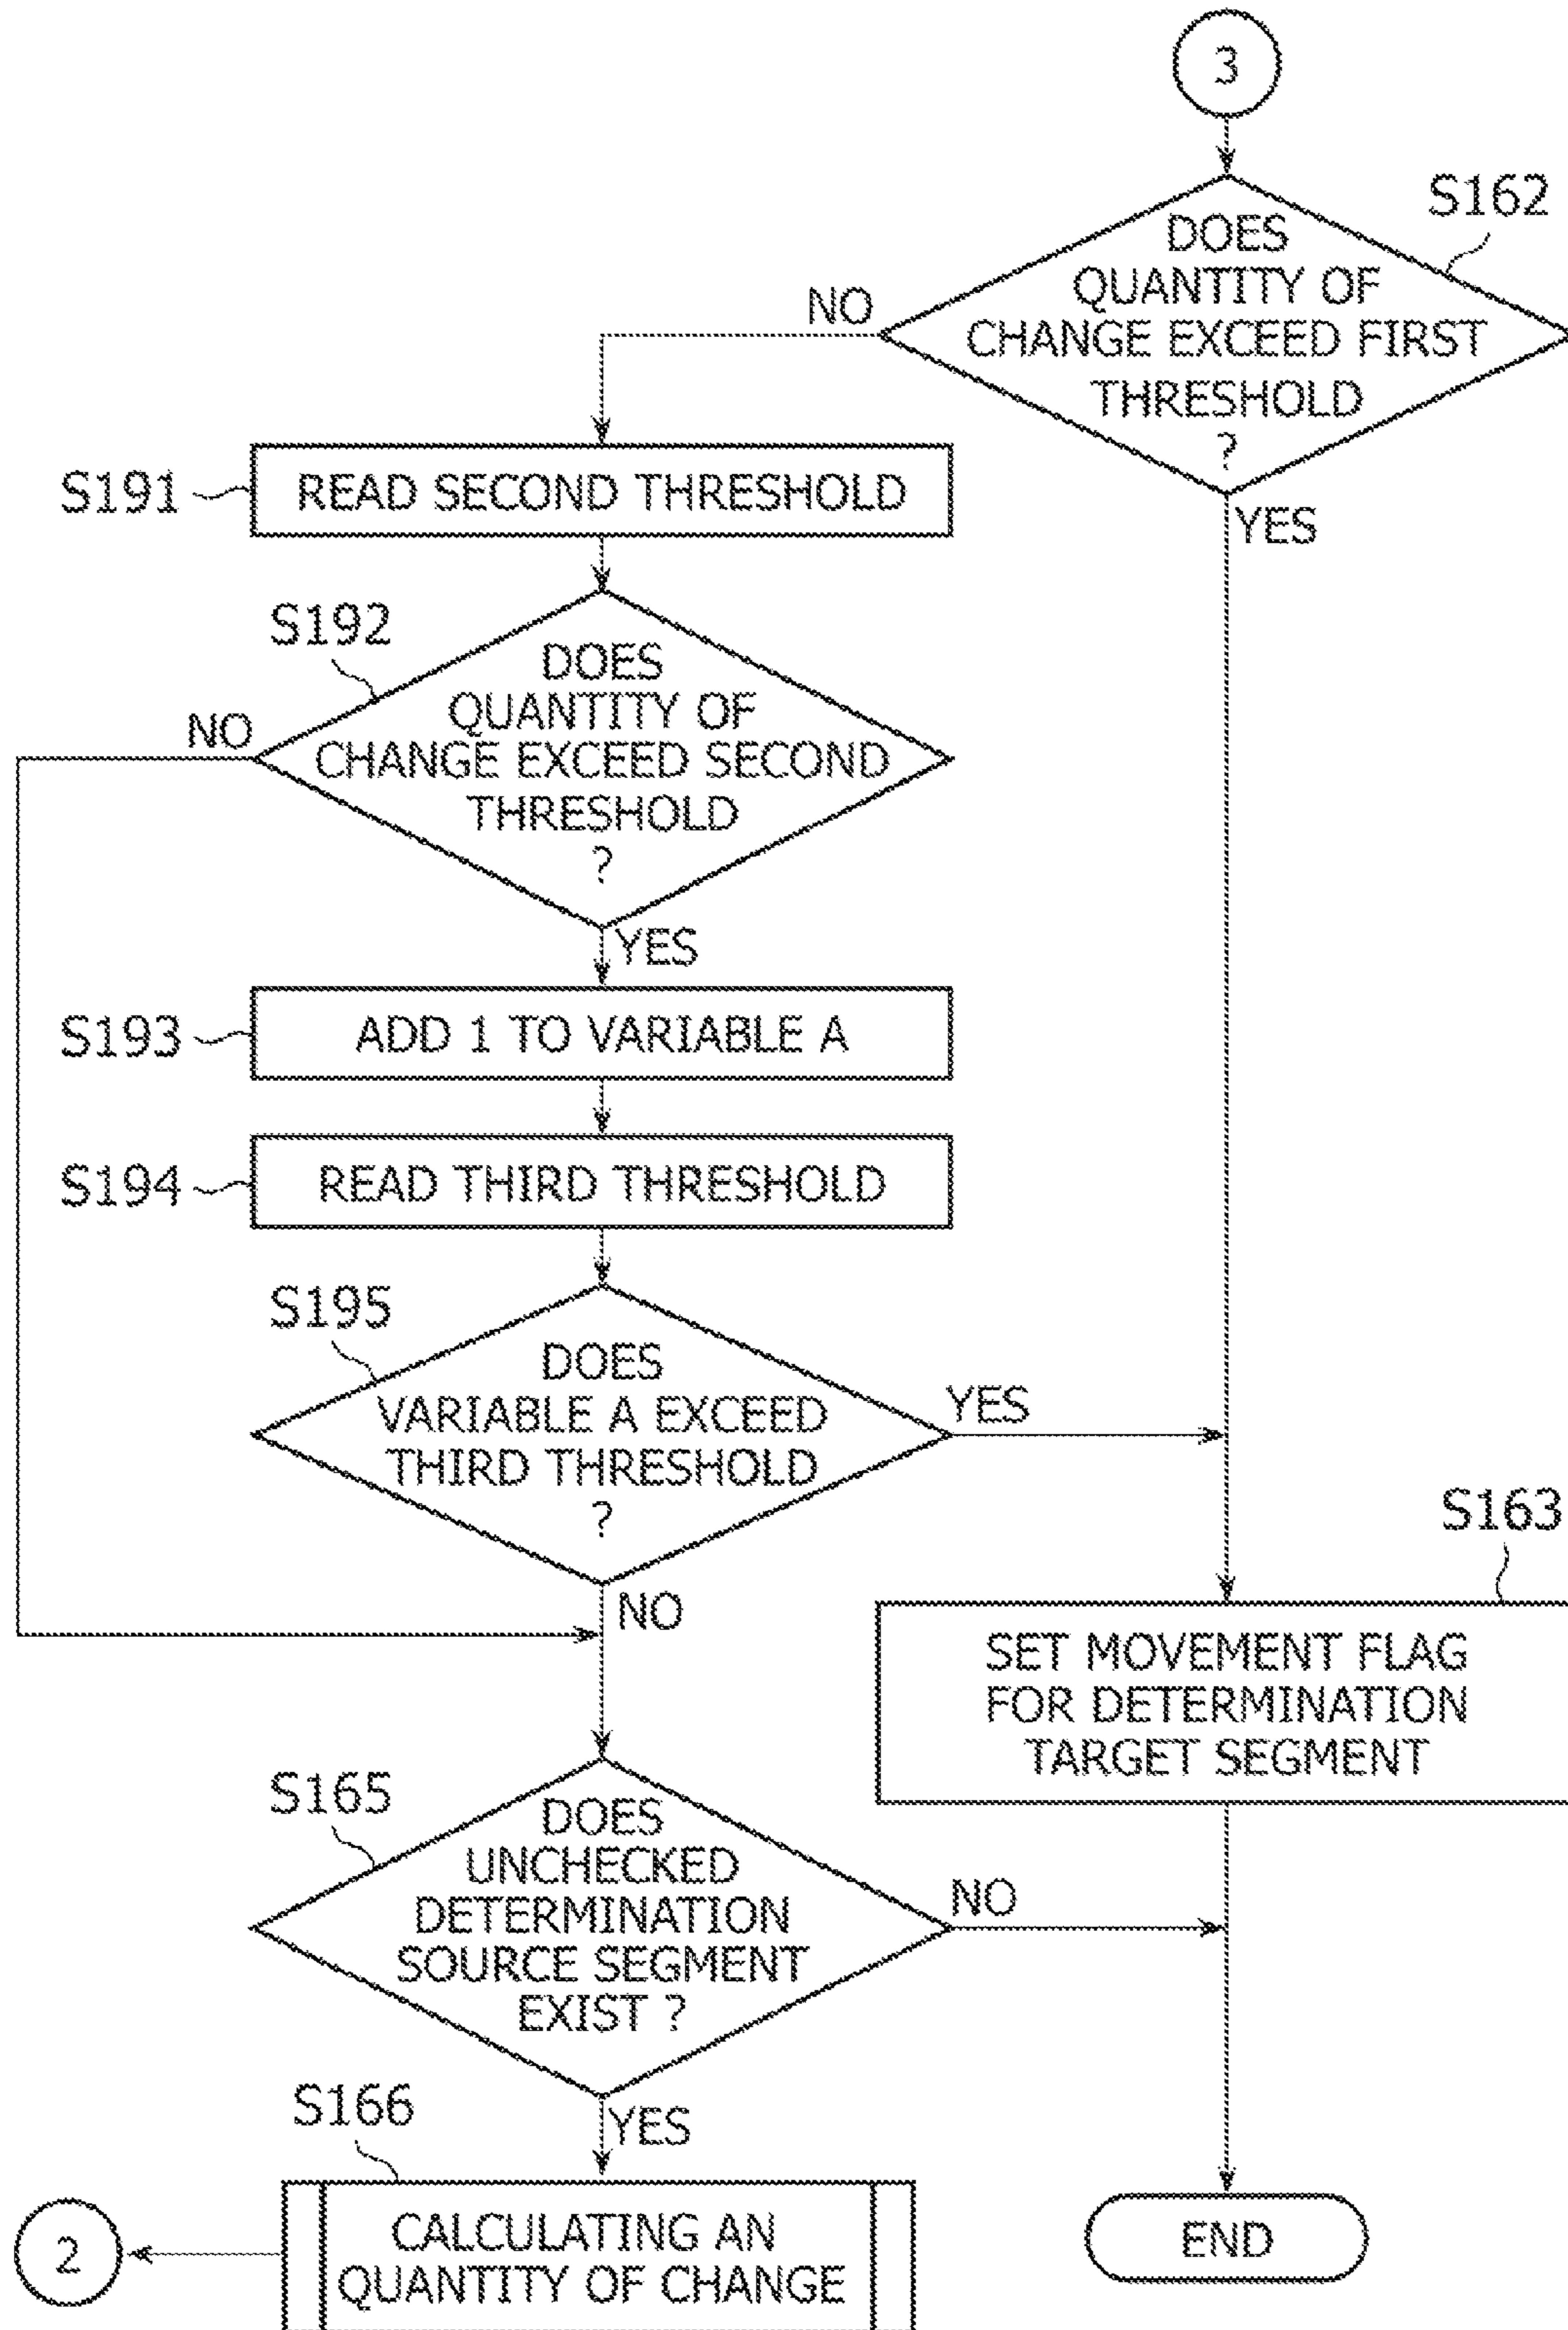 3
S162
DOES
QUANTITY OF
CHANGE EXCEED FIRST
THRESHOLD
?
NO
YES
S191
READ SECOND THRESHOLD
S192
DOES
QUANTITY OF
CHANGE EXCEED SECOND
THRESHOLD
?
NO
YES
S193
ADD 1 TO VARIABLE A
S194
READ THIRD THRESHOLD
S195
DOES
VARIABLE A EXCEED
THIRD THRESHOLD
?
YES
NO
S163
SET MOVEMENT FLAG
FOR DETERMINATION
TARGET SEGMENT
S165
DOES
UNCHECKED
DETERMINATION
SOURCE SEGMENT
EXIST ?
NO
YES
S166
CALCULATING AN
QUANTITY OF CHANGE
2
END